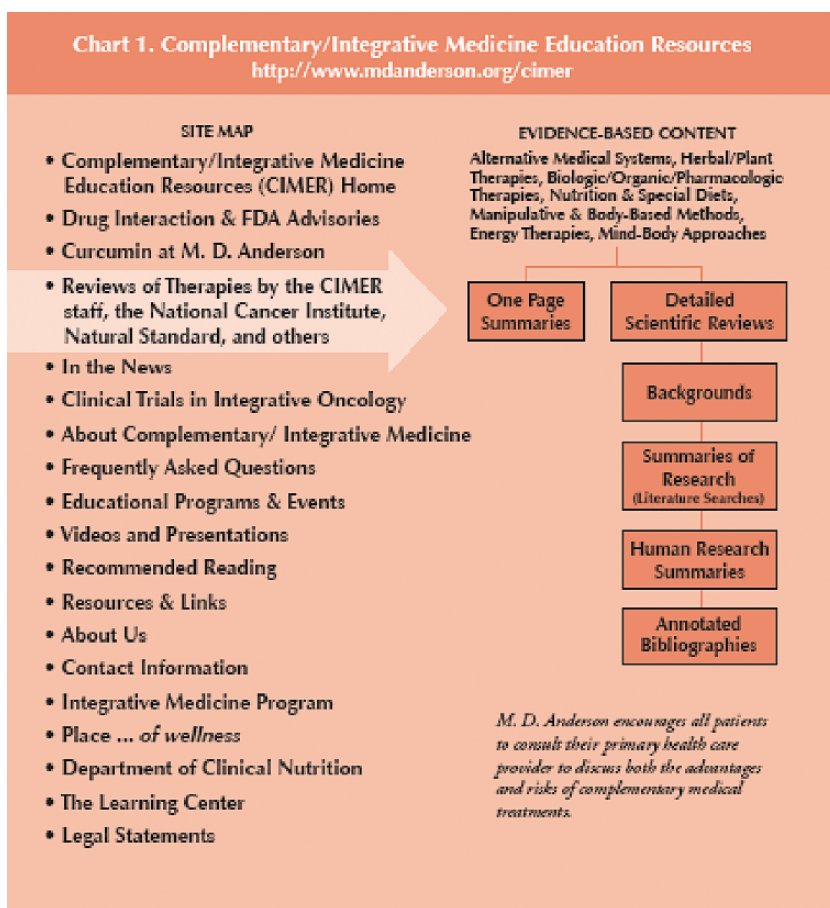 Chart 1. Complementary/Integrative Medicine Education Resources
http://www.mdanderson.org/cimer
SITE MAP
• Complementary/Integrative Medicine
Education Resources (CIMER) Home
• Drug Interaction & FDA Advisories
• Curcumin at M. D. Anderson
• Reviews of Therapies by the CIMER
staff, the National Cancer Institute,
Natural Standard, and others
• In the News
• Clinical Trials in Integrative Oncology
• About Complementary/ Integrative Medicine
• Frequently Asked Questions
• Educational Programs & Events
• Videos and Presentations
• Recommended Reading
• Resources & Links
• About Us
• Contact Information
• Integrative Medicine Program
• Place ... of wellness
• Department of Clinical Nutrition
• The Learning Center
• Legal Statements
EVIDENCE-BASED CONTENT
Alternative Medical Systems, Herbal/Plant
Therapies, Biologic/Organic/Pharmacologic
Therapies, Nutrition & Special Diets,
Manipulative & Body-Based Methods,
Energy Therapies, Mind-Body Approaches
One Page
Summaries
Detailed
Scientific Reviews
Backgrounds
Summaries of
Research
(Literature Searches)
Human Research
Summaries
Annotated
Bibliographies
M. D. Anderson encourages all patients
to consult their primary health care
provider to discuss both the advantages
and risks of complementary medical
treatments.